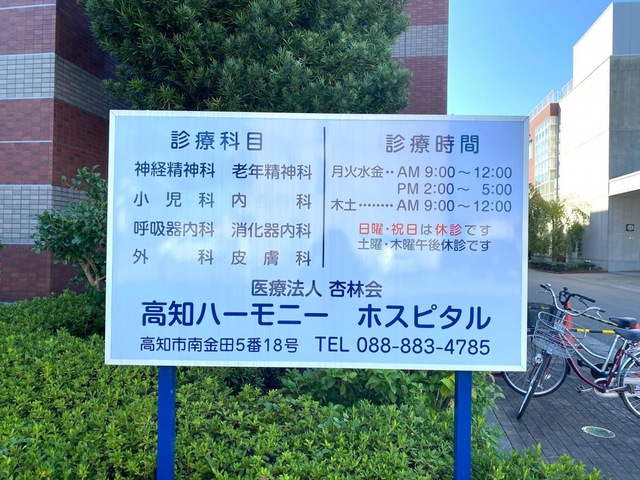 診療科目
神経精神科 老年精神科
小児科 内科
呼吸器内科 消化器内科
外科 皮膚科
診療時間
月火水金‥AM 9:00〜12:00
PM 2:00〜 5:00
木土‥‥‥‥AM 9:00〜12:00
日曜・祝日は休診です
土曜・木曜午後休診です
医療法人 杏林会
高知ハーモニー ホスピタル
高知市南金田5番18号 TEL 088-883-4785